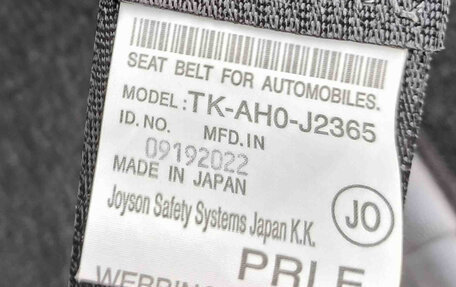 SEAT BELT FOR AUTOMOBILES.
MODEL: TK-AH0-J2365
ID. NO. MFD. IN
09192022
MADE IN JAPAN
Joyson Safety Systems Japan K.K.
JO
PRLE